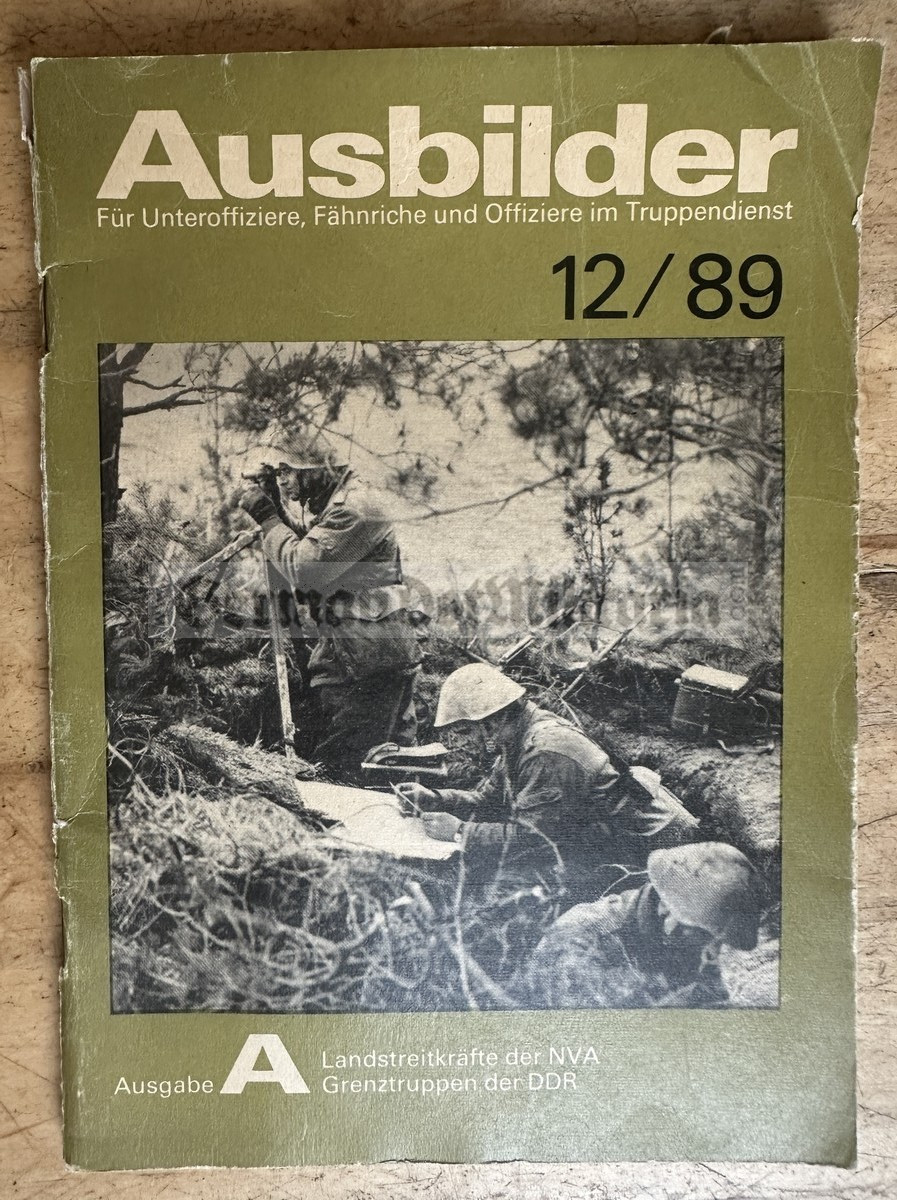 Ausbilder
Für Unteroffiziere, Fähnriche und Offiziere im Truppendienst
12/89
Ausgabe A
Landstreitkräfte der NVA
Grenztruppen der DDR